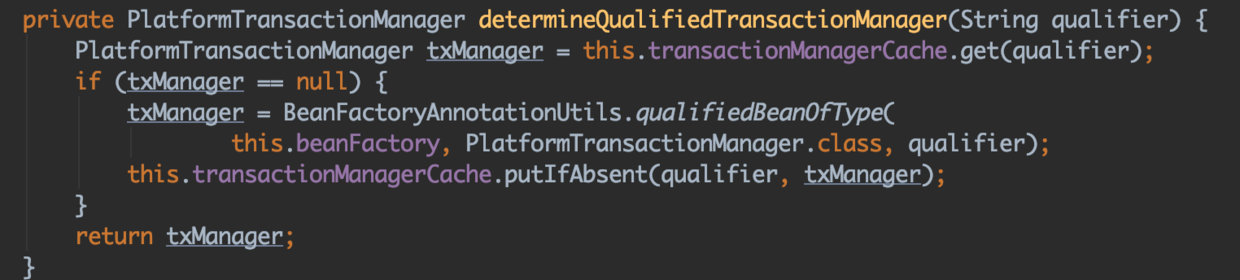 private PlatformTransactionManager determineQualifiedTransactionManager(String qualifier) {
PlatformTransactionManager txManager = this.transactionManagerCache.get(qualifier);
if (txManager == null) {
txManager = BeanFactoryAnnotationUtils.qualifiedBeanOfType(
this.beanFactory, PlatformTransactionManager.class, qualifier);
this.transactionManagerCache.putIfAbsent(qualifier, txManager);
}
return txManager;
}